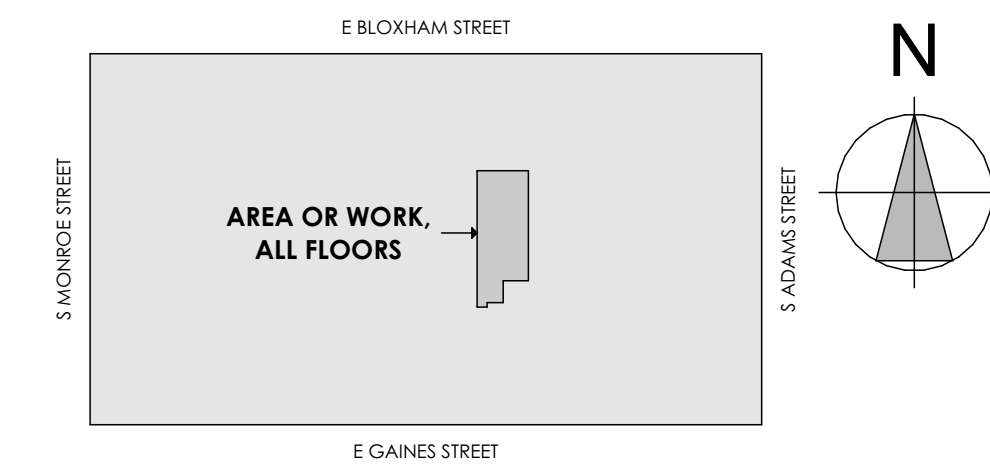 E BLOXHAM STREET
N
S MONROE STREET
AREA OR WORK,
ALL FLOORS
S ADAMS STREET
E GAINES STREET